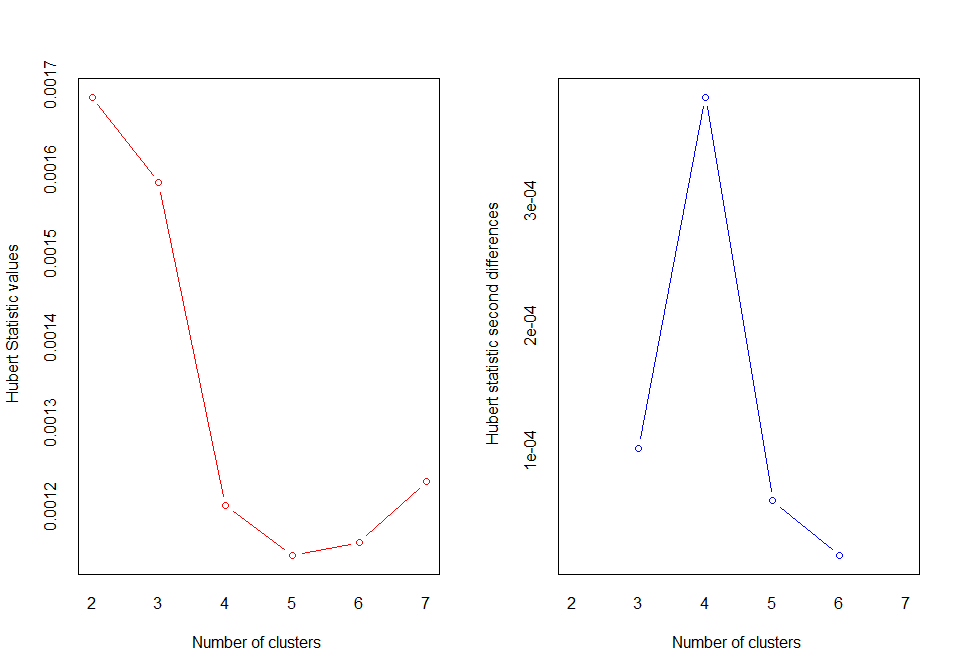 Hubert Statistic values
0.0017
0.0016
0.0015
0.0014
0.0013
0.0012
2 3 4 5 6 7
Number of clusters
Hubert statistic second differences
3e-04
2e-04
1e-04
2 3 4 5 6 7
Number of clusters